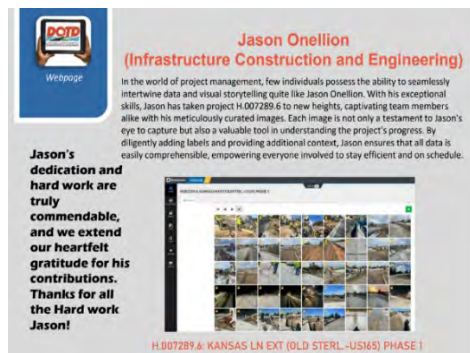 DOTD
Webpage
Jason Onellion
(Infrastructure Construction and Engineering)
In the world of project management, few individuals possess the ability to seamlessly
intertwine data and visual storytelling quite like Jason Onellion. With his exceptional
skills, Jason has taken project H.007289.6 to new heights, captivating team members
alike with his meticulously curated images. Each image is not only a testament to Jason's
eye to capture but also a valuable tool in understanding the project's progress. By
diligently adding labels and providing additional context, Jason ensures that all data is
easily comprehensible, empowering everyone involved to stay efficient and on schedule.
Jason's
dedication and
hard work are
truly
commendable,
and we extend
our heartfelt
gratitude for his
contributions.
Thanks for all
the Hard work
Jason!
H.007289.6: KANSAS LN EXT (OLD STERL.-US165) PHASE 1